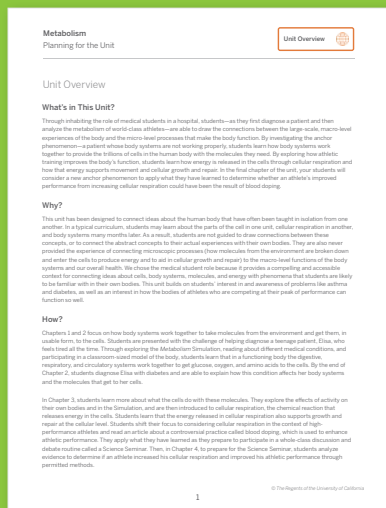 Metabolism
Planning for the Unit
Unit Overview
Unit Overview
What's in This Unit?
Through inhabiting the role of medical students in a hospital, students—as they first diagnose a patient and then
analyze the metabolism of world-class athletes—are able to draw the connections between the large-scale, macro-level
experiences of the body and the micro-level processes that make the body function. By investigating the anchor
phenomenon—a patient whose body systems are not working properly, students learn how body systems work
together to provide the trillions of cells in the human body with the molecules they need. By exploring how athletic
training improves the body's function, students learn how energy is released in the cells through cellular respiration and
how that energy supports movement and cellular growth and repair. In the final chapter of the unit, your students will
consider a new anchor phenomenon to apply what they have learned to determine whether an athlete's improved
performance from increasing cellular respiration could have been the result of blood doping.
Why?
This unit has been designed to connect ideas about the human body that have often been taught in isolation from one
another. In a typical curriculum, students may learn about the parts of the cell in one unit, cellular respiration in another,
and body systems many months later. As a result, students are not guided to draw connections between these
concepts, or to connect the abstract concepts to their actual experiences with their own bodies. They are also never
provided the experience of connecting microscopic processes (how molecules from the environment are broken down
and enter the cells to produce energy and to aid in cellular growth and repair) to the macro-level functions of the body
systems and our overall health. We chose the medical student role because it provides a compelling and accessible
context for connecting ideas about cells, body systems, molecules, and energy with phenomena that students are likely
to be familiar with in their own bodies. This unit builds on students' interest in and awareness of problems like asthma
and diabetes, as well as an interest in how the bodies of athletes who are competing at their peak of performance can
function so well.
How?
Chapters 1 and 2 focus on how body systems work together to take molecules from the environment and get them, in
usable form, to the cells. Students are presented with the challenge of helping diagnose a teenage patient, Elisa, who
feels tired all the time. Through exploring the Metabolism Simulation, reading about different medical conditions, and
participating in a classroom-sized model of the body, students learn that in a functioning body the digestive,
respiratory, and circulatory systems work together to get glucose, oxygen, and amino acids to the cells. By the end of
Chapter 2, students diagnose Elisa with diabetes and are able to explain how this condition affects her body systems
and the molecules that get to her cells.
In Chapter 3, students learn more about what the cells do with these molecules. They explore the effects of activity on
their own bodies and in the Simulation, and are then introduced to cellular respiration, the chemical reaction that
releases energy in the cells. Students learn that the energy released in cellular respiration also supports growth and
repair at the cellular level. Students shift their focus to considering cellular respiration in the context of high-
performance athletes and read an article about a controversial practice called blood doping, which is used to enhance
athletic performance. They apply what they have learned as they prepare to participate in a whole-class discussion and
debate routine called a Science Seminar. Then, in Chapter 4, to prepare for the Science Seminar, students analyze
evidence to determine if an athlete increased his cellular respiration and improved his athletic performance through
permitted methods.
© The Regents of the University of California
1